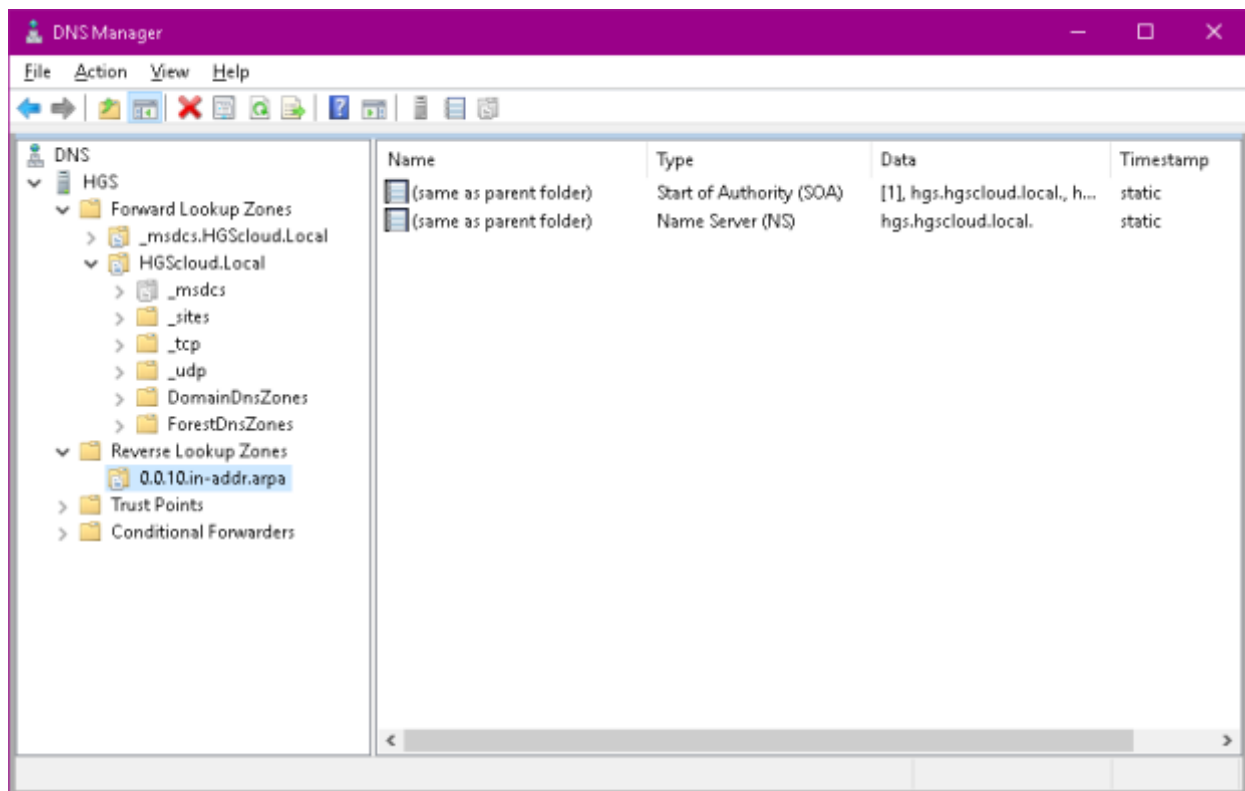 DNS Manager
File Action View Help
DNS
HGS
Forward Lookup Zones
_msdcs.HGScloud.Local
HGScloud.Local
_msdcs
_sites
_tcp
_udp
DomainDnsZones
ForestDnsZones
Reverse Lookup Zones
0.0.10.in-addr.arpa
Trust Points
Conditional Forwarders
Name Type Data Timestamp
(same as parent folder) Start of Authority (SOA) [1], hgs.hgscloud.local., h... static
(same as parent folder) Name Server (NS) hgs.hgscloud.local. static